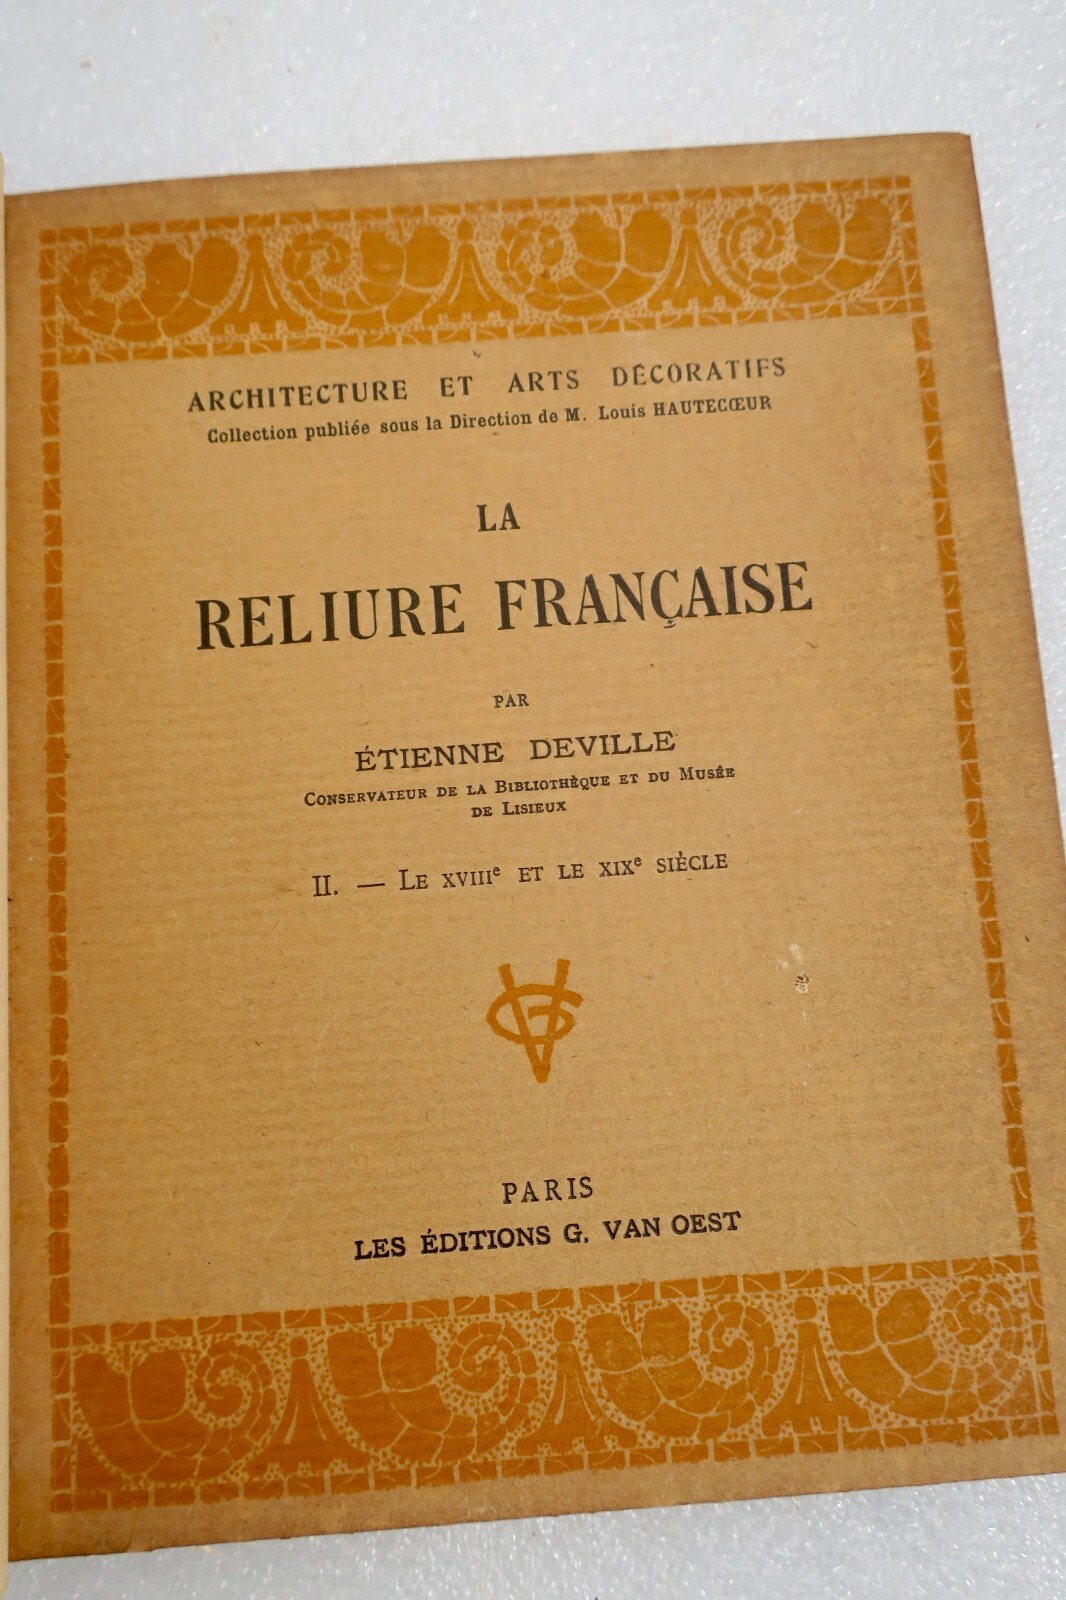 ARCHITECTURE ET ARTS DÉCORATIFS
Collection publiée sous la Direction de M. Louis HAUTECŒUR
LA
RELIURE FRANÇAISE
PAR
ÉTIENNE DEVILLE
CONSERVATEUR DE LA BIBLIOTHÈQUE ET DU MUSÉE
DE LISIEUX
II. — LE XVIIIe ET LE XIXe SIÈCLE
VG
PARIS
LES ÉDITIONS G. VAN OEST